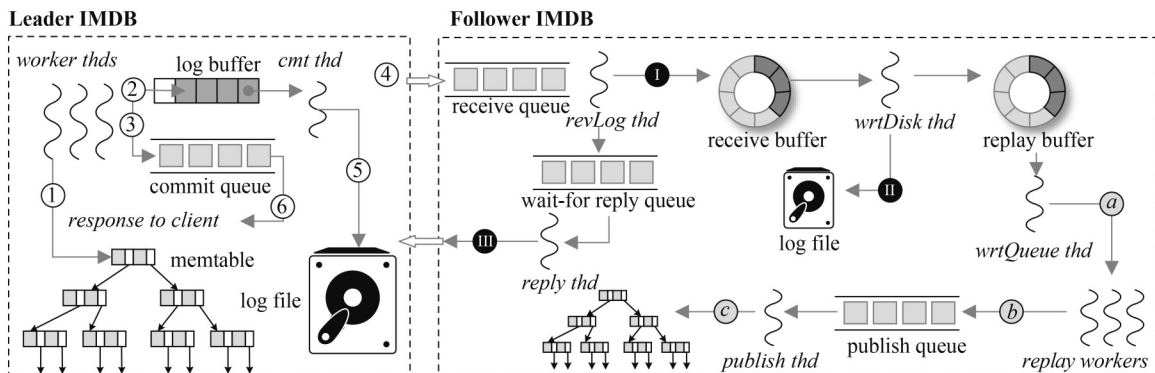 Leader IMDB
Follower IMDB
worker thds
log buffer
cmt thd
2
3
4
commit queue
1
5
6
response to client
memtable
log file
receive queue
revLog thd
I
receive buffer
wrtDisk thd
replay buffer
wait-for reply queue
II
log file
a
wrtQueue thd
III
reply thd
c
publish thd
publish queue
b
replay workers